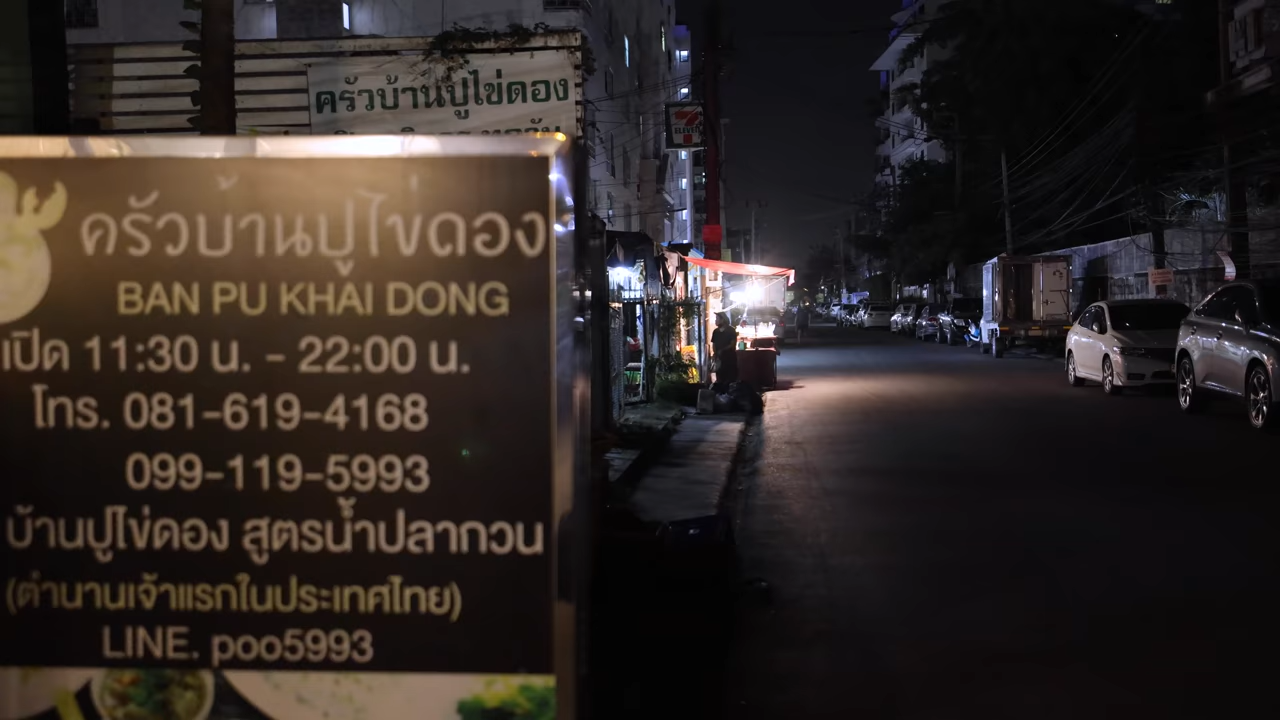 ครัวบ้านปูไข่ดอง
7
ELEVEN
ครัวบ้านปูไข่ดอง
BAN PU KHAI DONG
เปิด 11:30 น. - 22:00 น.
โทร. 081-619-4168
099-119-5993
บ้านปูไข่ดอง สูตรน้ำปลากวน
(ตำนานเจ้าแรกในประเทศไทย)
LINE. poo5993